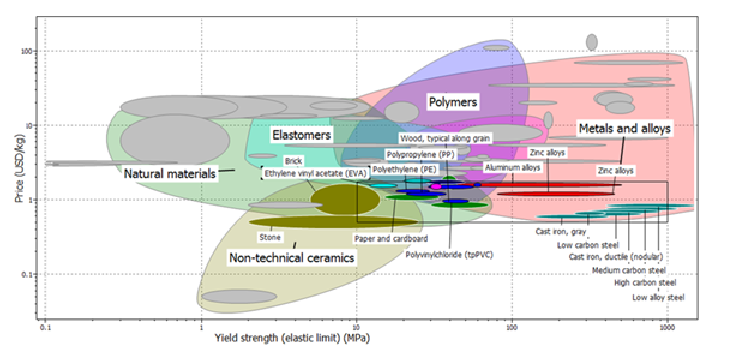 100
10
1
0.1
Price (USD/kg)
Polymers
Metals and alloys
Elastomers
Wood, typical along grain
Zinc alloys
Polypropylene (PP)
Brick
Natural materials
Ethylene vinyl acetate (EVA)
Polyethylene (PE)
Aluminum alloys
Zinc alloys
Stone
Paper and cardboard
Cast iron, gray
Low carbon steel
Non-technical ceramics
Polyvinylchloride (tpPVC)
Cast iron, ductile (nodular)
Medium carbon steel
High carbon steel
Low alloy steel
0.1
1
10
100
1000
Yield strength (elastic limit) (MPa)